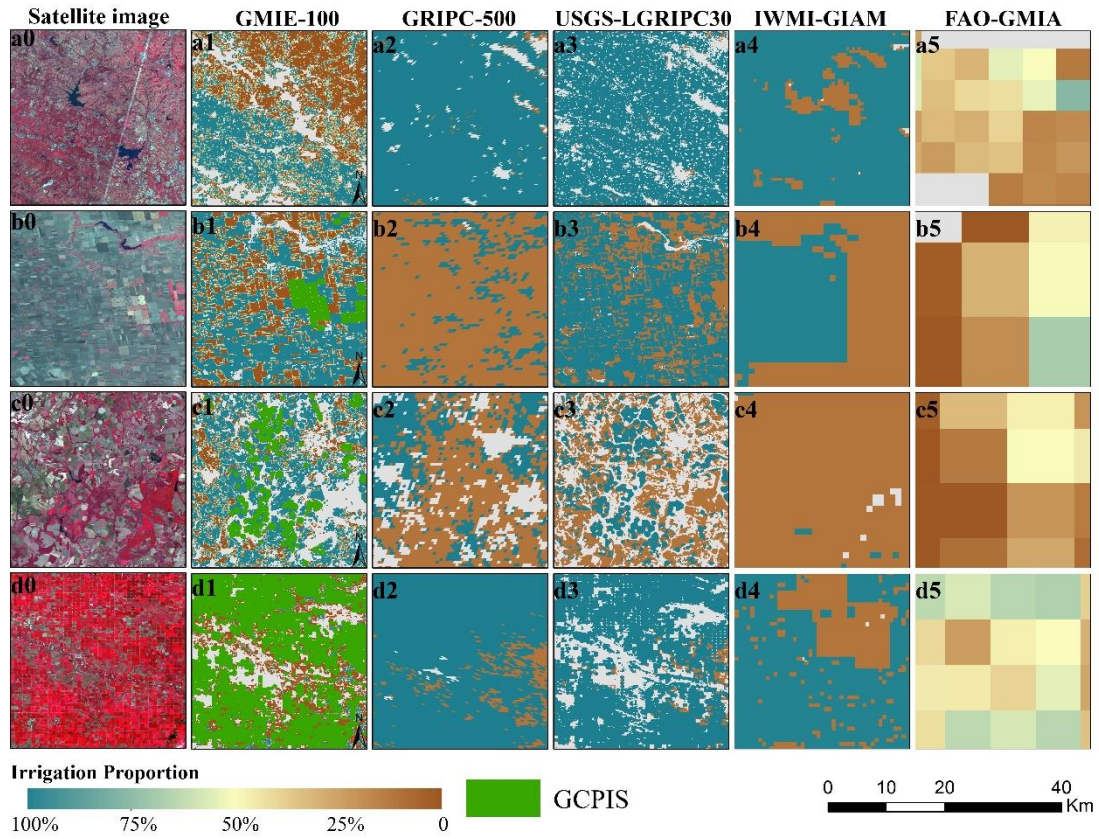 Satellite image GMIE-100 GRIPC-500 USGS-LGRIPC30 IWMI-GIAM FAO-GMIA
a0 a1 a2 a3 a4 a5
N
b0 b1 b2 b3 b4 b5
N
c0 c1 c2 c3 c4 c5
d0 d1 d2 d3 d4 d5
N
Irrigation Proportion
GCPIS
100% 75% 50% 25% 0
0 10 20 40
Km